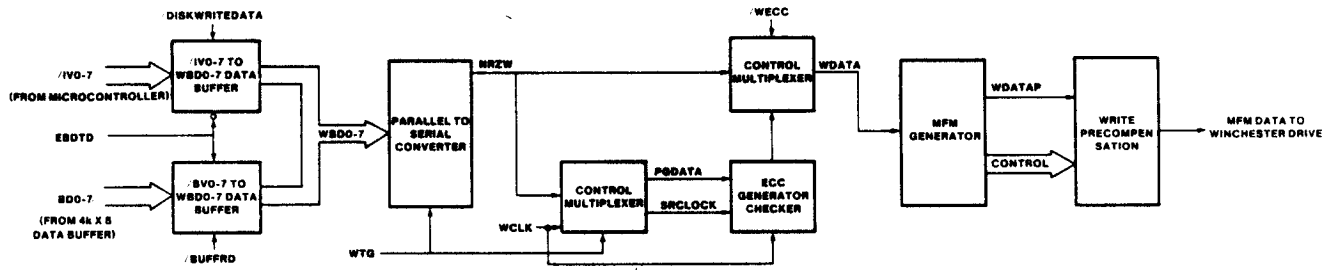 /DISKWRITEDATA
/IV0-7
(FROM MICROCONTROLLER)
/IV0-7 TO
WBD0-7 DATA
BUFFER
EBDTD
BD0-7
(FROM 4k X 8
DATA BUFFER)
/BV0-7 TO
WBD0-7 DATA
BUFFER
/BUFFRD
WBD0-7
PARALLEL TO
SERIAL
CONVERTER
NRZW
WTG
WCLK
CONTROL
MULTIPLEXER
PGDATA
SRCLOCK
ECC
GENERATOR
CHECKER
/WECC
CONTROL
MULTIPLEXER
WDATA
MFM
GENERATOR
WDATAP
CONTROL
WRITE
PRECOMPEN
SATION
MFM DATA TO
WINCHESTER DRIVE